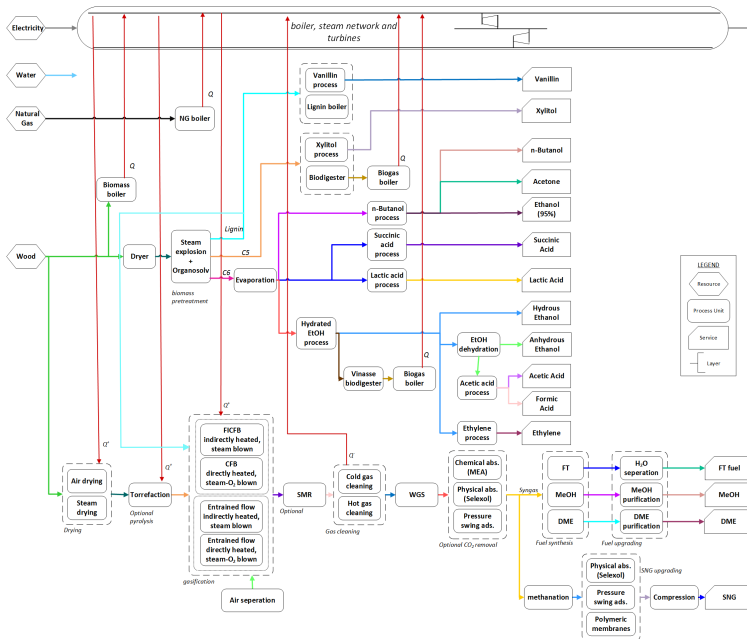 Electricity
boiler, steam network and
turbines
Water
Vanillin
process
Vanillin
Q
Lignin boiler
Natural
Gas
NG boiler
Xylitol
Xylitol
process
n-Butanol
Q
Q
Q
Biodigester
Biogas
boiler
Acetone
Biomass
boiler
n-Butanol
process
Ethanol
(95%)
Lignin
Wood
Dryer
Steam
explosion
+
Organosolv
C5
Succinic
acid
process
Succinic
Acid
C6
Evaporation
Lactic acid
process
Lactic Acid
biomass
pretreatment
LEGEND
Resource
Process Unit
Service
Layer
Hydrated
EtOH
process
Hydrous
Ethanol
EtOH
dehydration
Anhydrous
Ethanol
Q
Vinasse
biodigester
Biogas
boiler
Acetic acid
process
Acetic Acid
Formic
Acid
Q*
Ethylene process
Ethylene
FICFB
indirectly heated,
steam blown
Q*
Q*
Q
CFB
directly heated,
steam-O₂ blown
Air drying
Steam
drying
Drying
Torrefaction
Optional
pyrolysis
Entrained flow
indirectly heated,
steam blown
Entrained flow
directly heated,
steam-O₂ blown
gasification
SMR
Optional
Cold gas
cleaning
Hot gas
cleaning
Gas cleaning
WGS
Chemical abs.
(MEA)
Physical abs.
(Selexol)
Pressure
swing ads.
Optional CO₂ removal
Syngas
FT
MeOH
DME
Fuel synthesis
H₂O
seperation
MeOH
purification
DME
purification
Fuel upgrading
FT fuel
MeOH
DME
Air seperation
methanation
Physical abs.
(Selexol)
Pressure
swing ads.
Polymeric
membranes
SNG upgrading
Compression
SNG